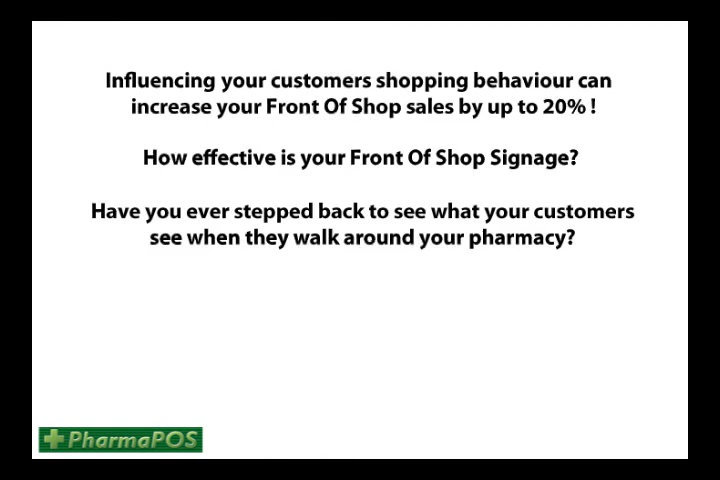 Influencing your customers shopping behaviour can
increase your Front Of Shop sales by up to 20% !
How effective is your Front Of Shop Signage?
Have you ever stepped back to see what your customers
see when they walk around your pharmacy?
PharmaPOS